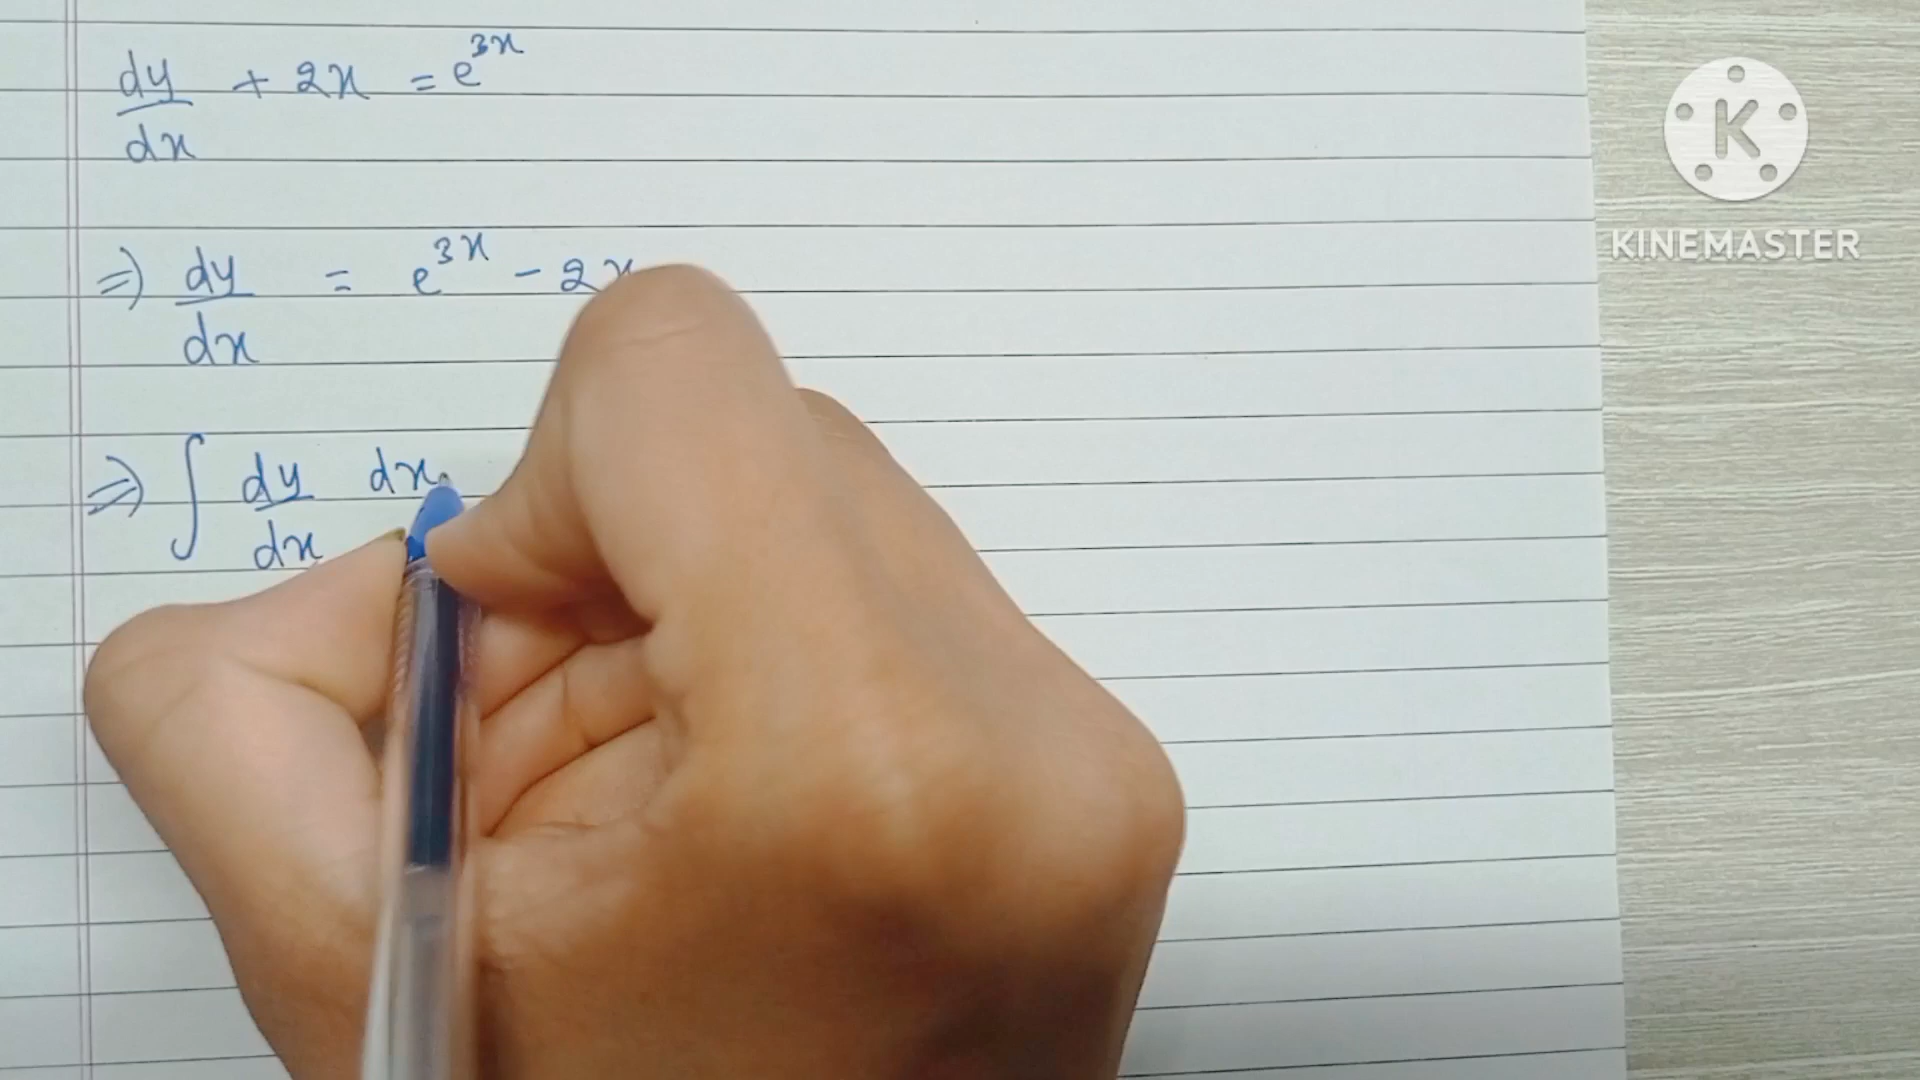 dy/dx + 2x = e^3x
⇒ dy/dx = e^3x - 2x
⇒ ∫ dy/dx dx
K
KINEMASTER